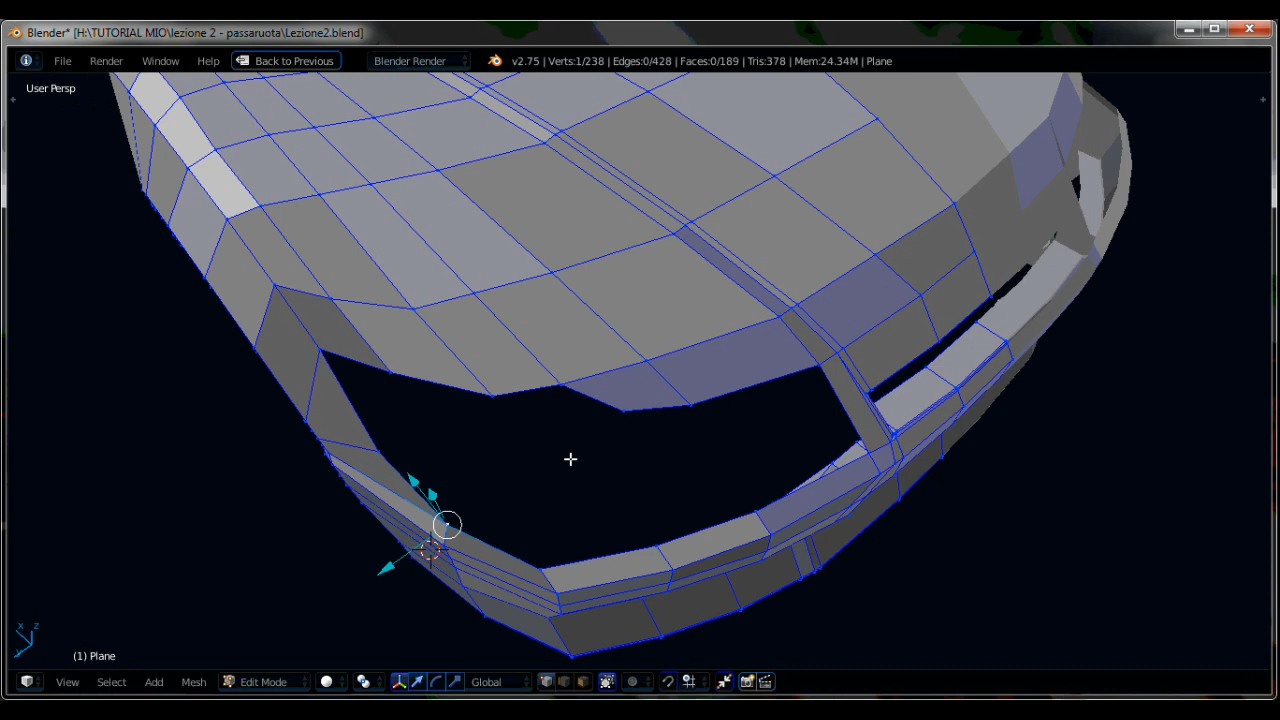 Blender* [H:\TUTORIAL MIO\lezione 2 - passaruota\Lezione2.blend]
File Render Window Help Back to Previous Blender Render v2.75 | Verts:1/238 | Edges:0/428 | Faces:0/189 | Tris:378 | Mem:24.34M | Plane
User Persp
x z
y
(1) Plane
View Select Add Mesh Edit Mode Global